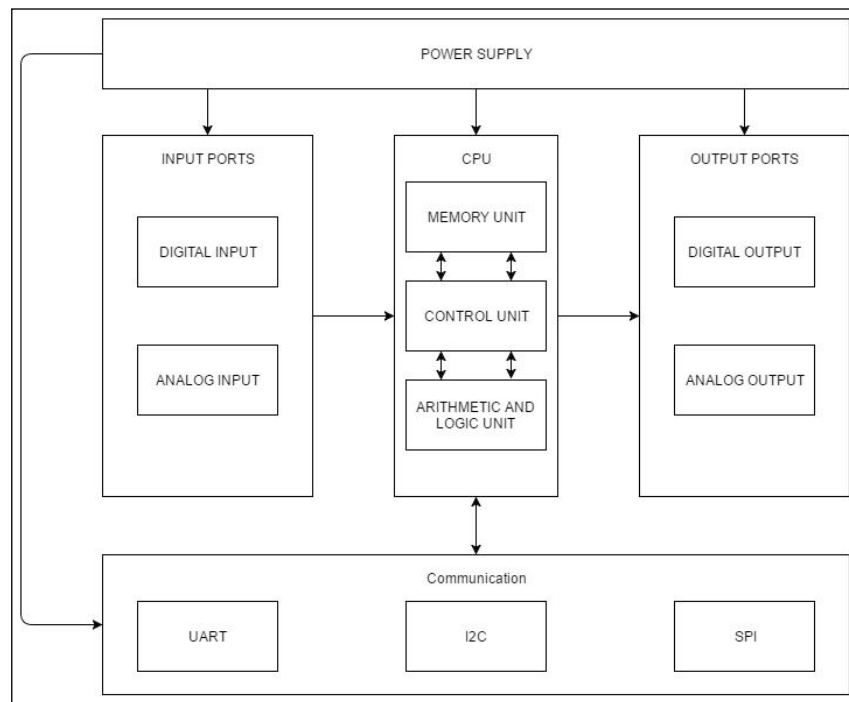 POWER SUPPLY
INPUT PORTS
DIGITAL INPUT
ANALOG INPUT
CPU
MEMORY UNIT
CONTROL UNIT
ARITHMETIC AND
LOGIC UNIT
OUTPUT PORTS
DIGITAL OUTPUT
ANALOG OUTPUT
Communication
UART
I2C
SPI